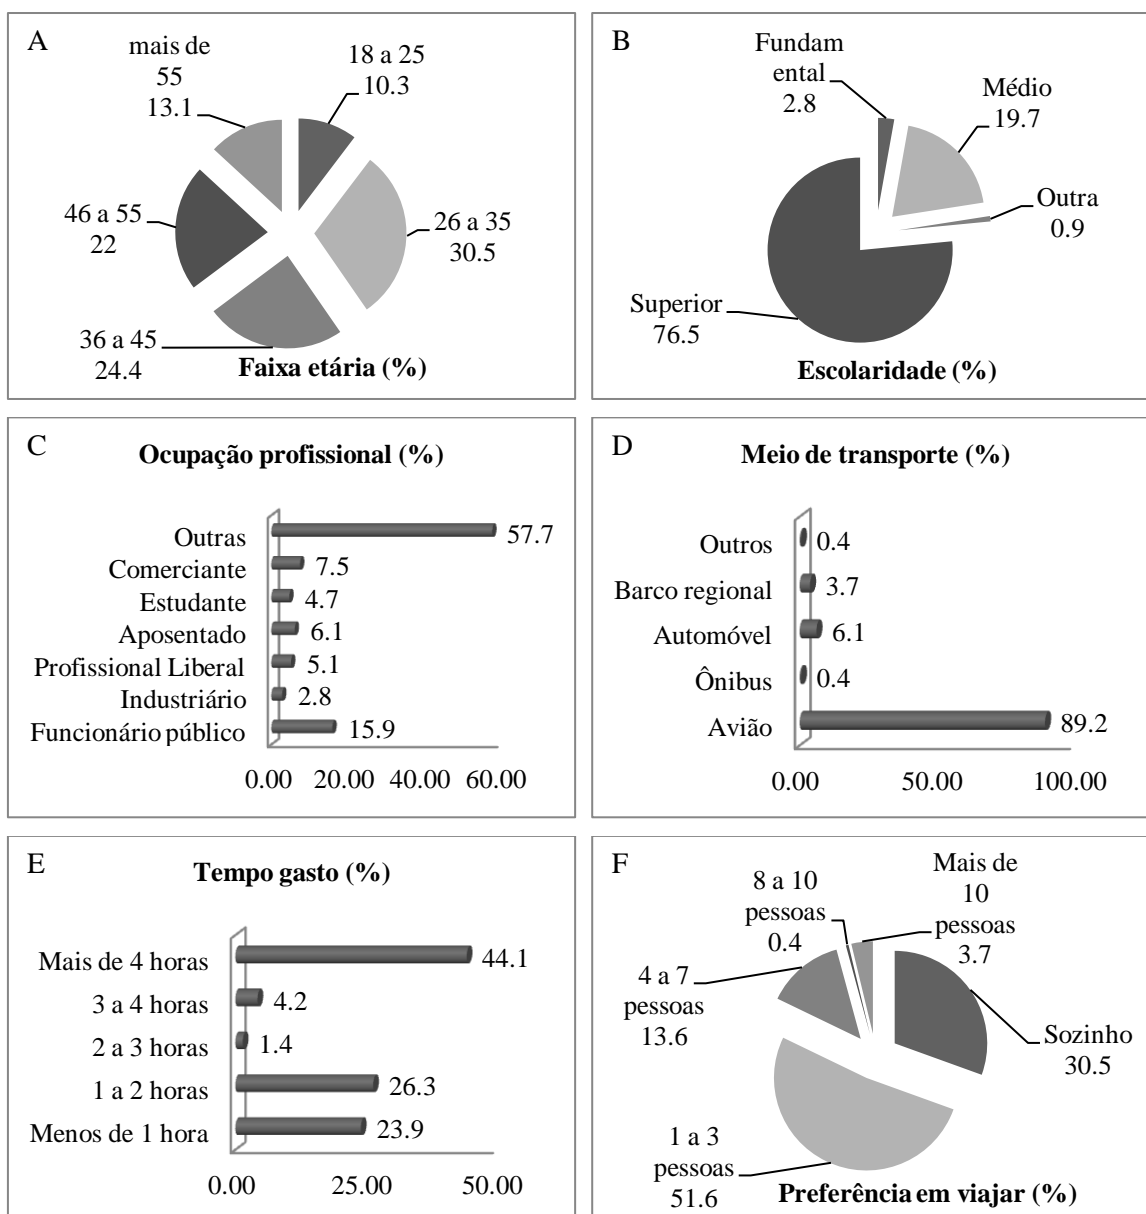 A
mais de
55
13.1
18 a 25
10.3
26 a 35
30.5
46 a 55
22
36 a 45
24.4
Faixa etária (%)
B
Fundam
ental
2.8
Médio
19.7
Outra
0.9
Superior
76.5
Escolaridade (%)
C
Ocupação profissional (%)
Outras 57.7
Comerciante 7.5
Estudante 4.7
Aposentado 6.1
Profissional Liberal 5.1
Industriário 2.8
Funcionário público 15.9
0.00 20.00 40.00 60.00
D
Meio de transporte (%)
Outros 0.4
Barco regional 3.7
Automóvel 6.1
Ônibus 0.4
Avião 89.2
0.00 50.00 100.00
E
Tempo gasto (%)
Mais de 4 horas 44.1
3 a 4 horas 4.2
2 a 3 horas 1.4
1 a 2 horas 26.3
Menos de 1 hora 23.9
0.00 25.00 50.00
F
8 a 10
pessoas
0.4
Mais de
10
pessoas
3.7
4 a 7
pessoas
13.6
Sozinho
30.5
1 a 3
pessoas
51.6
Preferência em viajar (%)